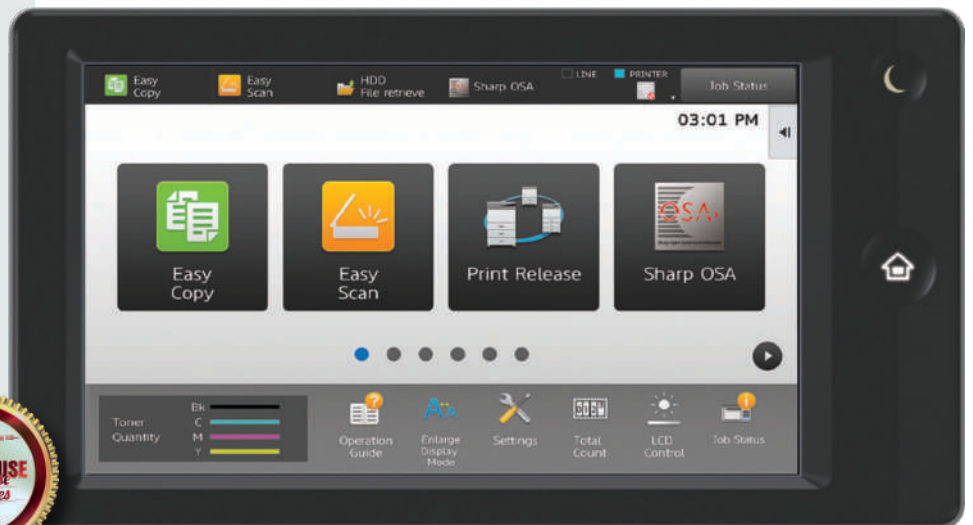 Easy
Copy
Easy
Scan
HDD
File retrieve
Sharp OSA
LINE
PRINTER
Job Status
03:01 PM
Easy
Copy
Easy
Scan
Print Release
OSA
Sharp OSA
Toner
Quantity
Bk
C
M
Y
Operation
Guide
Enlarge
Display
Mode
Settings
Total
Count
LCD
Control
Job Status